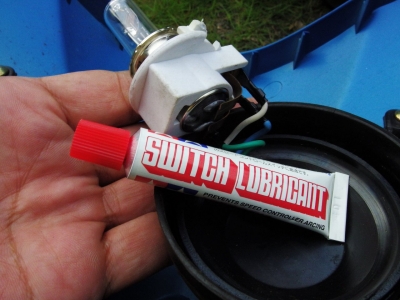 SWITCH LUBRICANT
PREVENTS SPEED CONTROLLER ARCING